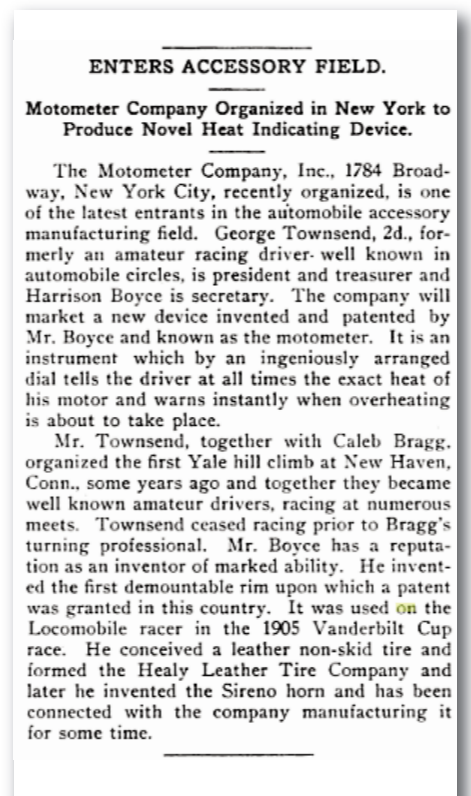 ENTERS ACCESSORY FIELD.
Motometer Company Organized in New York to
Produce Novel Heat Indicating Device.
The Motometer Company, Inc., 1784 Broad-
way, New York City, recently organized, is one
of the latest entrants in the automobile accessory
manufacturing field. George Townsend, 2d., for-
merly an amateur racing driver- well known in
automobile circles, is president and treasurer and
Harrison Boyce is secretary. The company will
market a new device invented and patented by
Mr. Boyce and known as the motometer. It is an
instrument which by an ingeniously arranged
dial tells the driver at all times the exact heat of
his motor and warns instantly when overheating
is about to take place.
Mr. Townsend, together with Caleb Bragg,
organized the first Yale hill climb at New Haven,
Conn., some years ago and together they became
well known amateur drivers, racing at numerous
meets. Townsend ceased racing prior to Bragg's
turning professional. Mr. Boyce has a reputa-
tion as an inventor of marked ability. He invent-
ed the first demountable rim upon which a patent
was granted in this country. It was used on the
Locomobile racer in the 1905 Vanderbilt Cup
race. He conceived a leather non-skid tire and
formed the Healy Leather Tire Company and
later he invented the Sireno horn and has been
connected with the company manufacturing it
for some time.